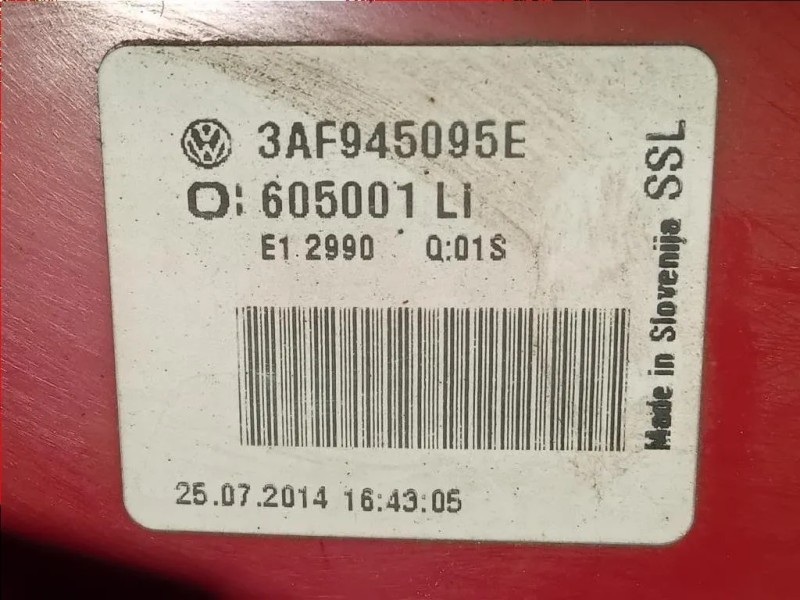 3AF945095E
605001 LI
E1 2990 Q:01S
25.07.2014 16:43:05
Made in Slovenija SSL